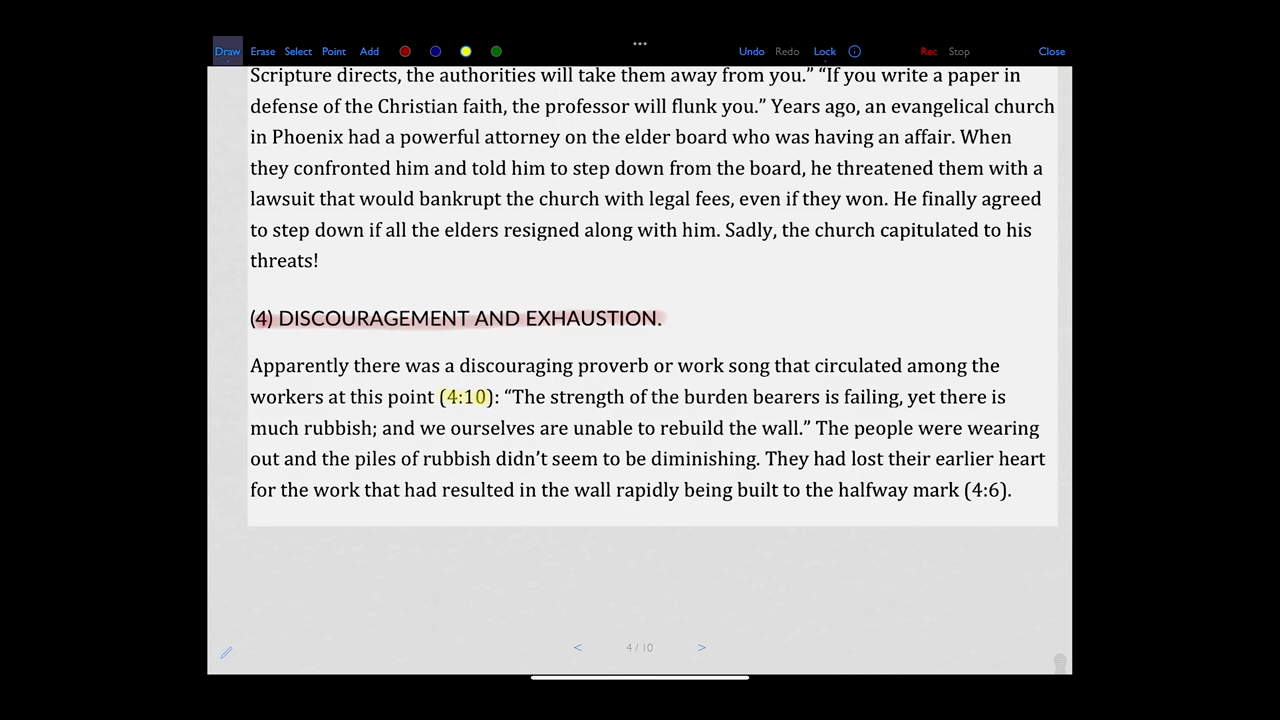 Draw Erase Select Point Add Undo Redo Lock Rec Stop Close
Scripture directs, the authorities will take them away from you.” “If you write a paper in
defense of the Christian faith, the professor will flunk you.” Years ago, an evangelical church
in Phoenix had a powerful attorney on the elder board who was having an affair. When
they confronted him and told him to step down from the board, he threatened them with a
lawsuit that would bankrupt the church with legal fees, even if they won. He finally agreed
to step down if all the elders resigned along with him. Sadly, the church capitulated to his
threats!
(4) DISCOURAGEMENT AND EXHAUSTION.
Apparently there was a discouraging proverb or work song that circulated among the
workers at this point (4:10): “The strength of the burden bearers is failing, yet there is
much rubbish; and we ourselves are unable to rebuild the wall.” The people were wearing
out and the piles of rubbish didn’t seem to be diminishing. They had lost their earlier heart
for the work that had resulted in the wall rapidly being built to the halfway mark (4:6).
< 4 / 10 >